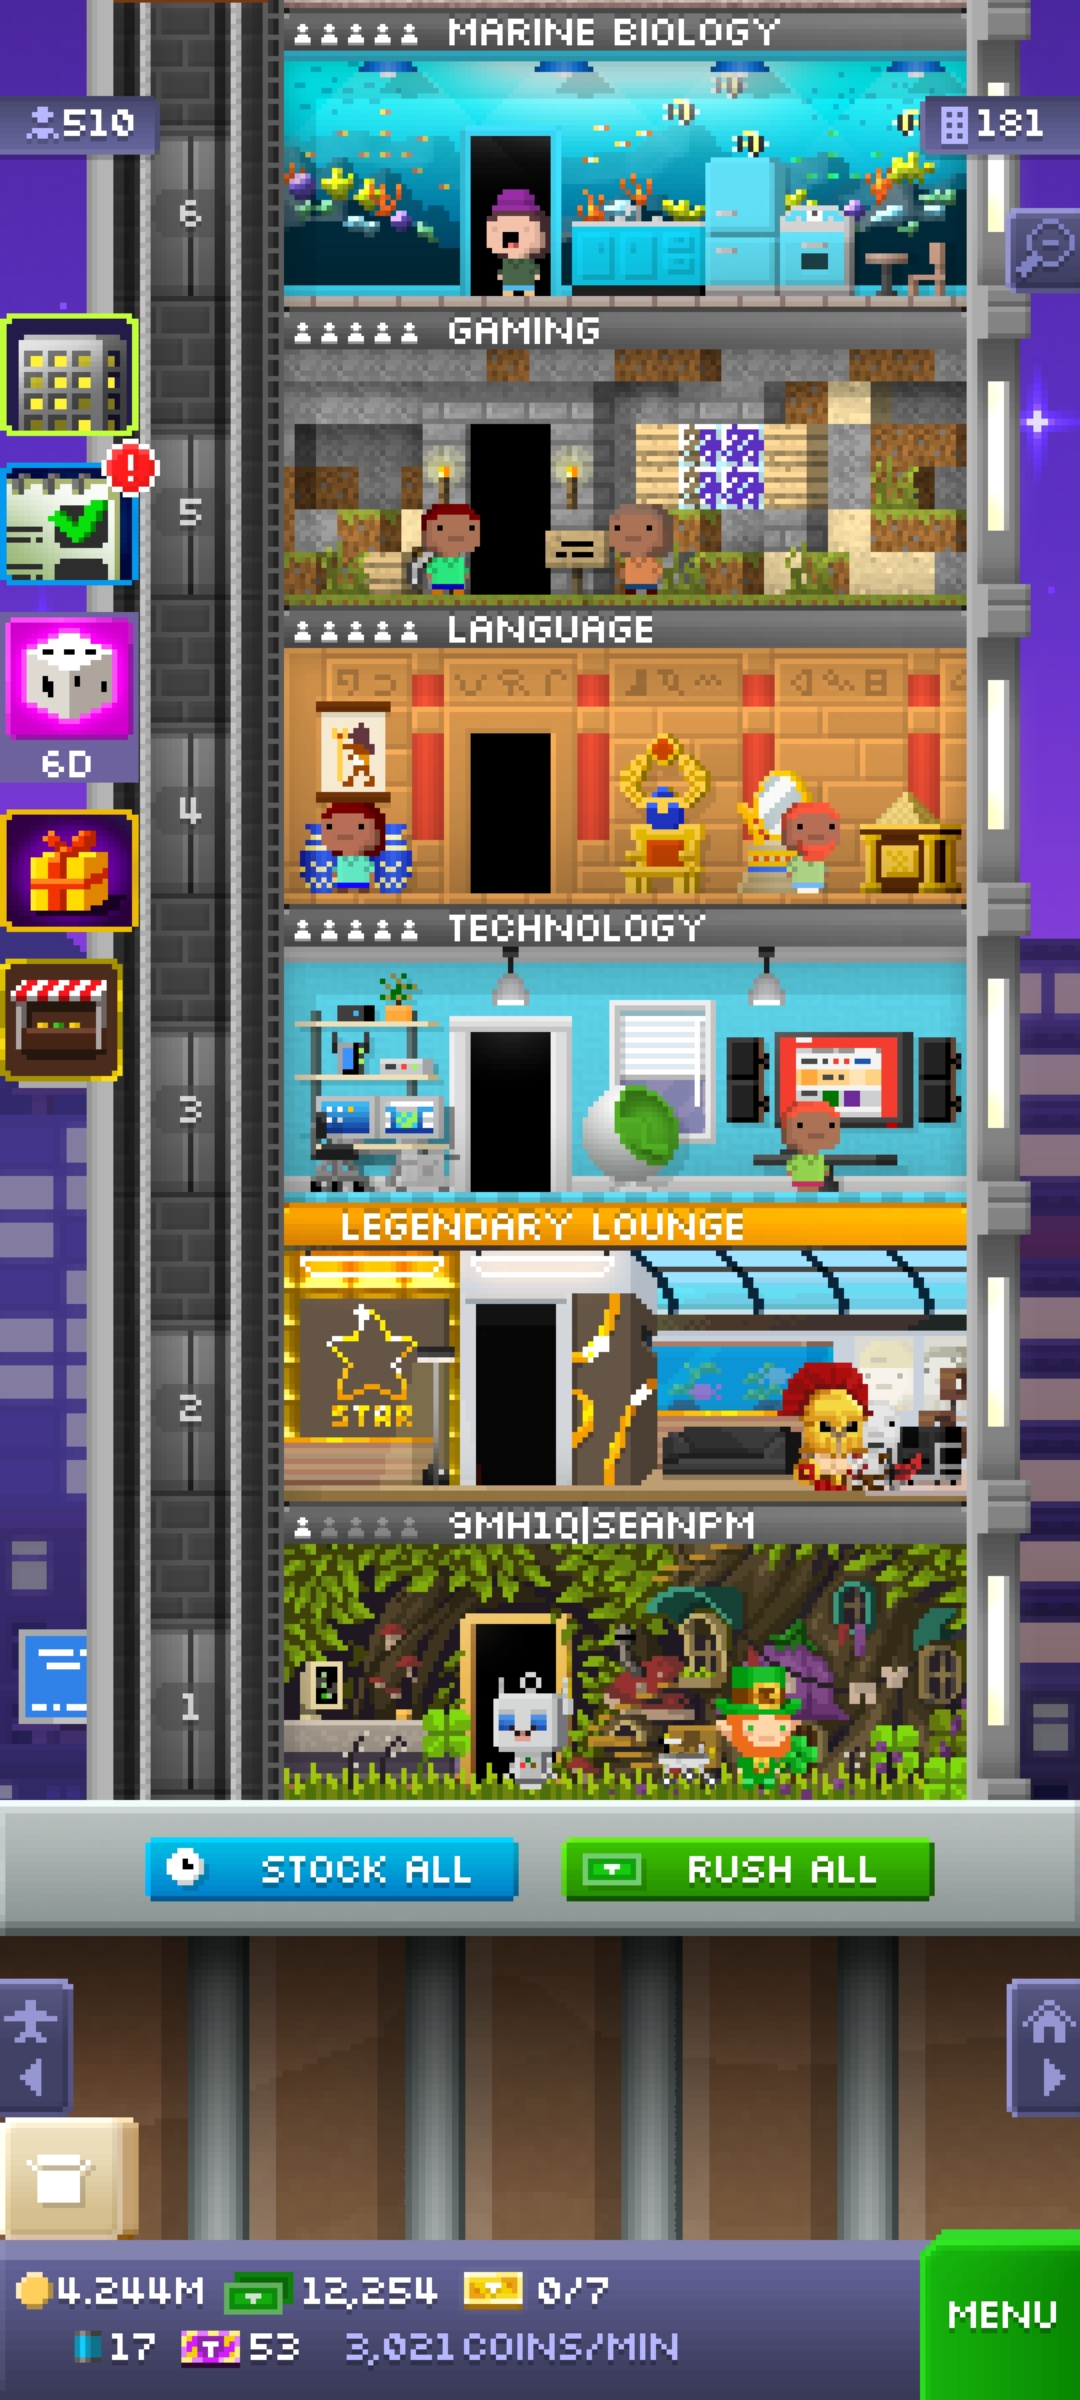 MARINE BIOLOGY
510
181
6
GAMING
5
LANGUAGE
6D
4
TECHNOLOGY
3
LEGENDARY LOUNGE
STAR
2
9MH1Q|SEANPM
1
STOCK ALL
RUSH ALL
4.244M
12,254
0/7
MENU
17
53
3,021 COINS/MIN